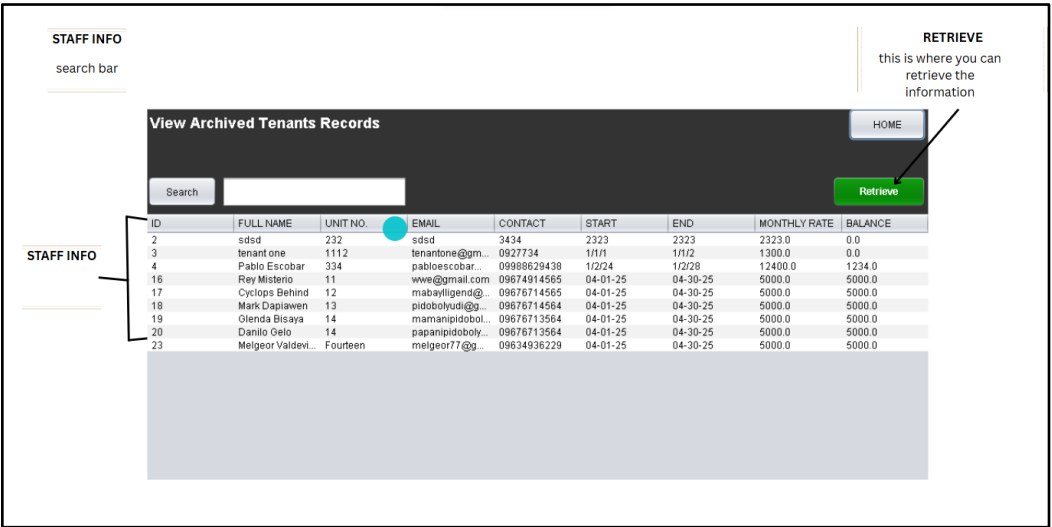 STAFF INFO
search bar
RETRIEVE
this is where you can
retrieve the
information
View Archived Tenants Records
HOME
Search
Retrieve
STAFF INFO
ID FULL NAME UNIT NO. EMAIL CONTACT START END MONTHLY RATE BALANCE
2 sdsd 232 sdsd 3434 2323 2323 2323.0 0.0
3 tenant one 1112 tenantone@gm... 0927734 1/1/1 1/1/2 1300.0 0.0
4 Pablo Escobar 334 pabloescobar... 09988629438 1/2/24 1/2/28 12400.0 1234.0
16 Rey Misterio 11 wwe@gmail.com 09674914565 04-01-25 04-30-25 5000.0 5000.0
17 Cyclops Behind 12 mabaylligend@... 09676714565 04-01-25 04-30-25 5000.0 5000.0
18 Mark Dapiawen 13 pidobolyudi@g... 09676714564 04-01-25 04-30-25 5000.0 5000.0
19 Glenda Bisaya 14 mamanipidobol... 09676713564 04-01-25 04-30-25 5000.0 5000.0
20 Danilo Gelo 14 papanipidoboly... 09676713564 04-01-25 04-30-25 5000.0 5000.0
23 Melgeor Valdevi... Fourteen melgeor77@g... 09634936229 04-01-25 04-30-25 5000.0 5000.0